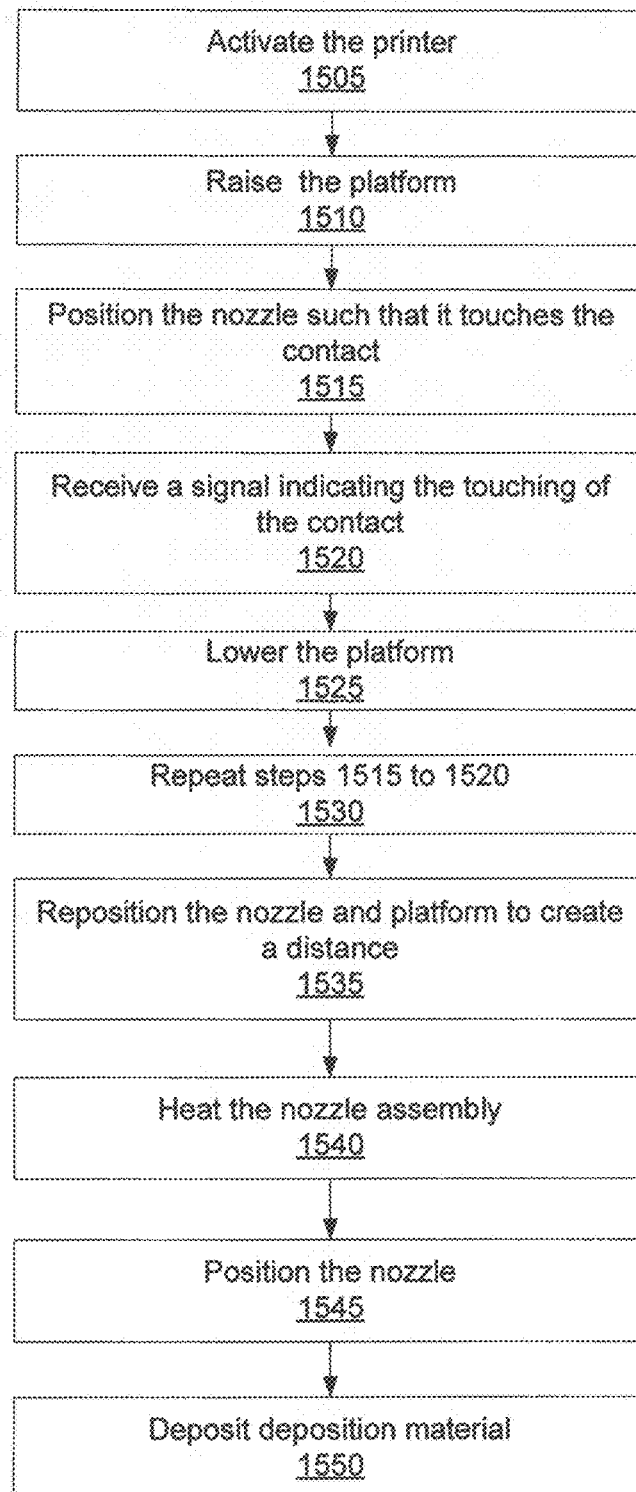 Activate the printer
1505
Raise the platform
1510
Position the nozzle such that it touches the
contact
1515
Receive a signal indicating the touching of
the contact
1520
Lower the platform
1525
Repeat steps 1515 to 1520
1530
Reposition the nozzle and platform to create
a distance
1535
Heat the nozzle assembly
1540
Position the nozzle
1545
Deposit deposition material
1550